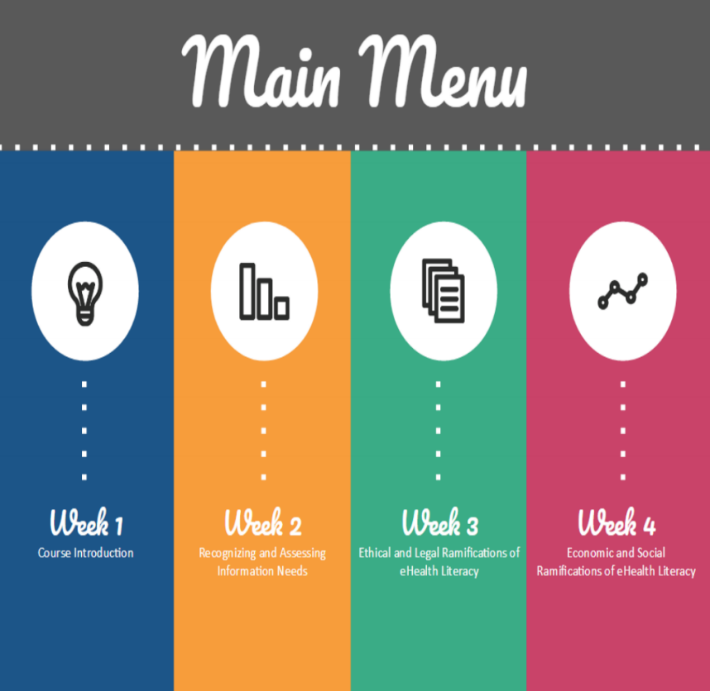 Main Menu
Week 1
Course Introduction
Week 2
Recognizing and Assessing
Information Needs
Week 3
Ethical and Legal Ramifications of
eHealth Literacy
Week 4
Economic and Social
Ramifications of eHealth Literacy